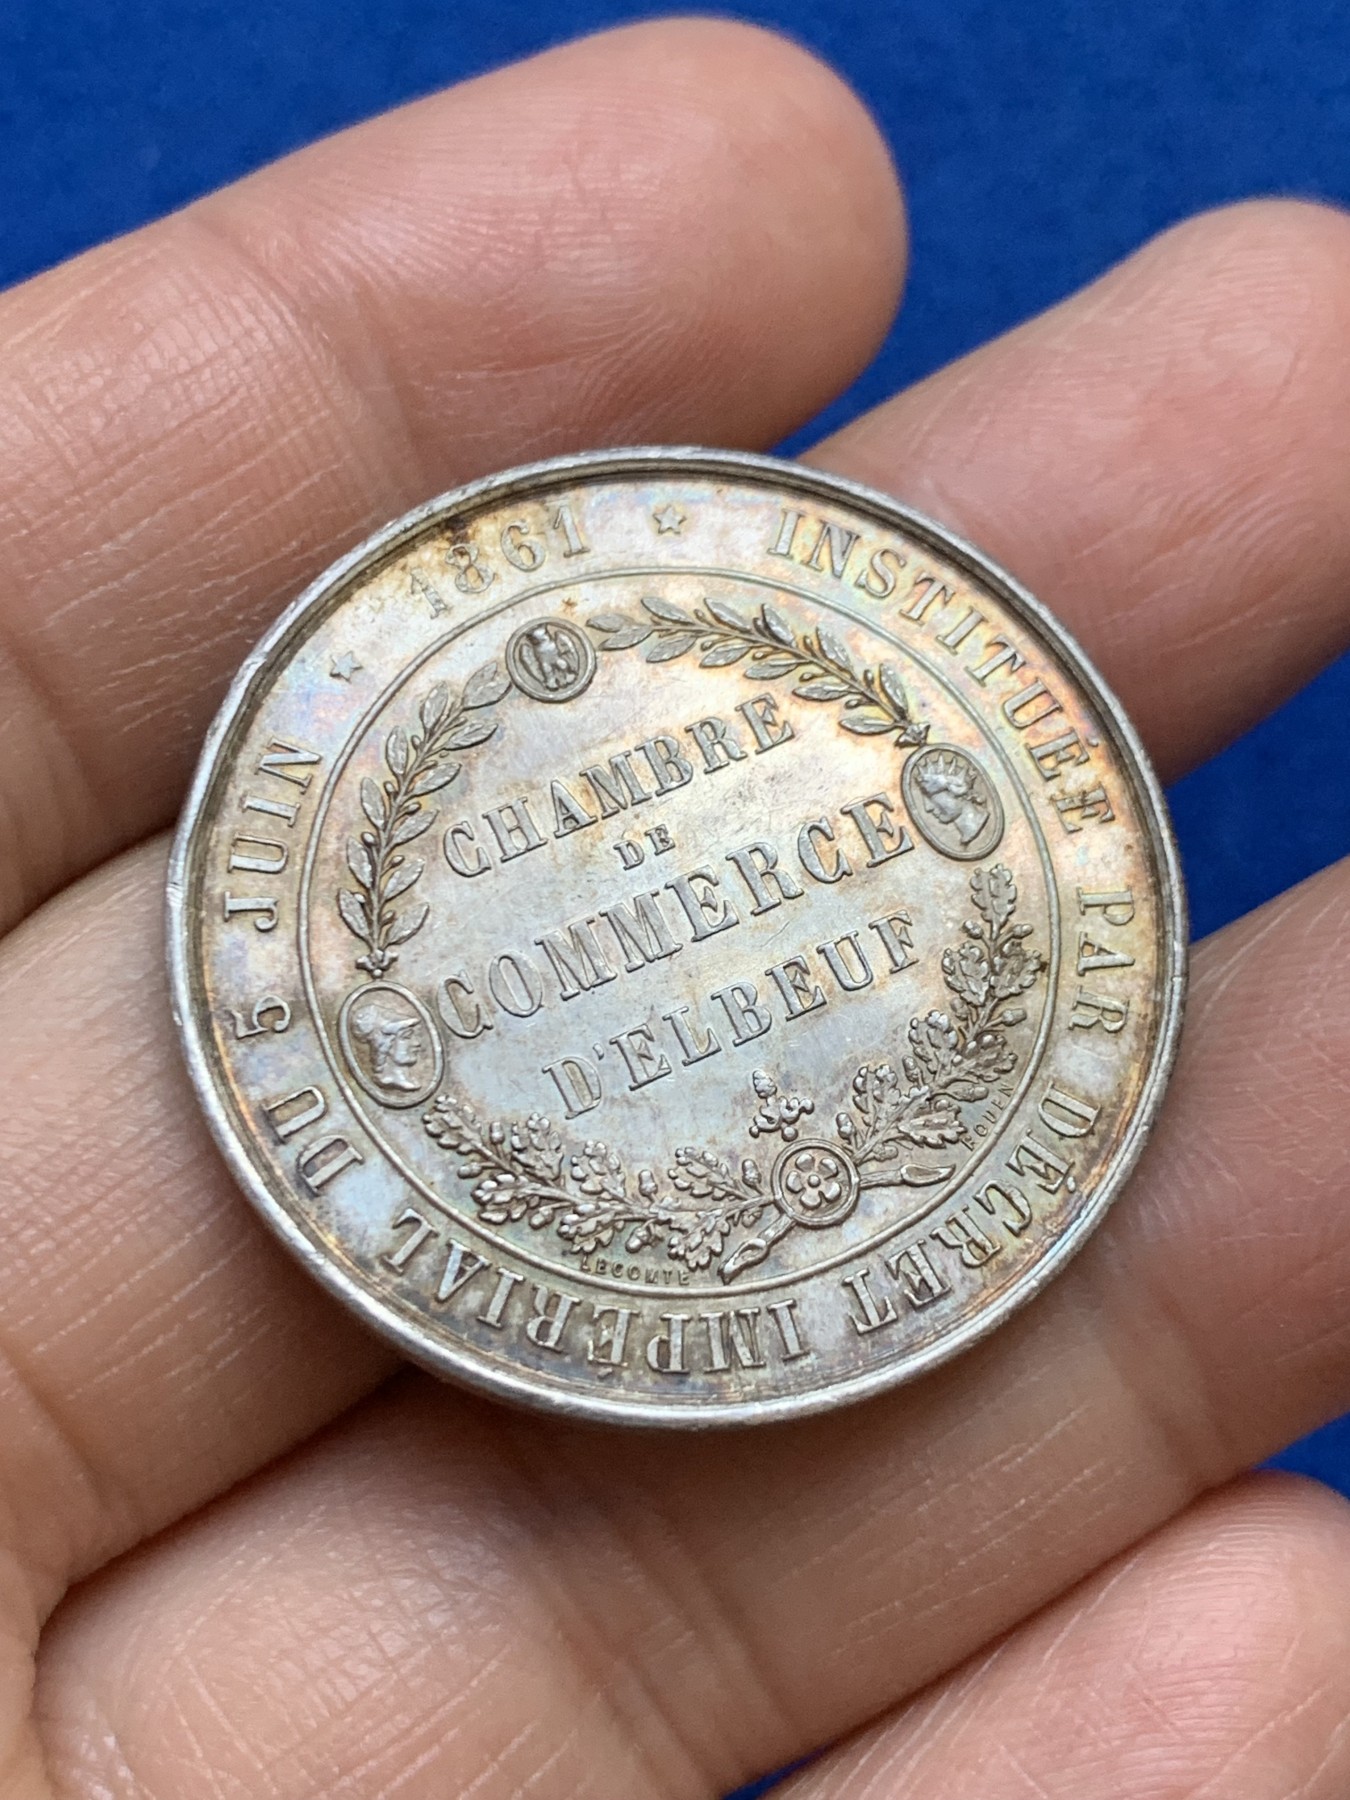 INSTITUÉE PAR DÉCRET IMPÉRIAL DU 5 JUIN ★ 1861 ★
CHAMBRE
DE
COMMERCE
D'ELBEUF
LECOMTE
ROUEN